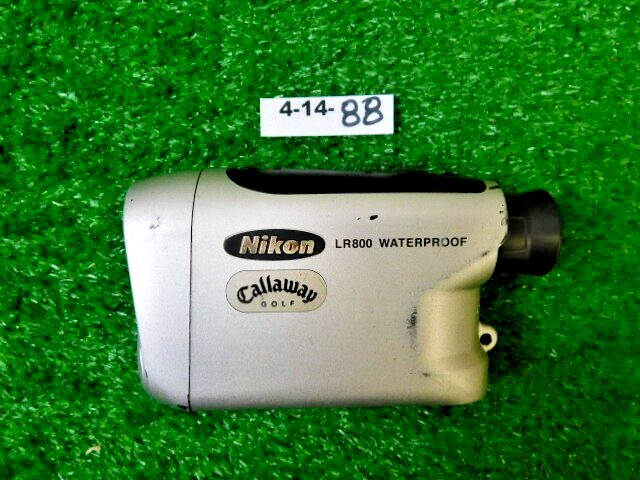 4-14-88
Nikon LR800 WATERPROOF
Callaway
GOLF